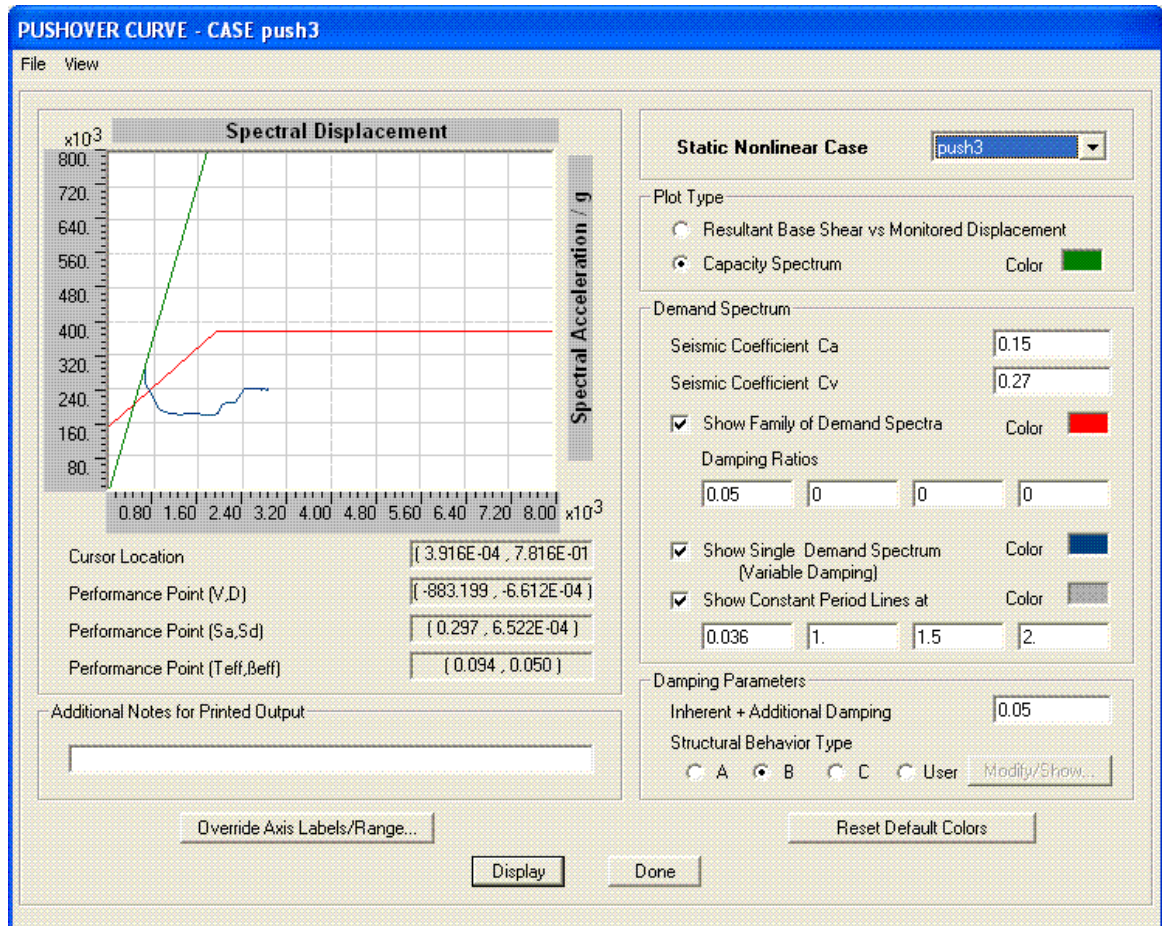 PUSHOVER CURVE - CASE push3
File View
Spectral Displacement
x10³
800.
720.
640.
560.
480.
400.
320.
240.
160.
80.
0.80 1.60 2.40 3.20 4.00 4.80 5.60 6.40 7.20 8.00 x10³
Spectral Acceleration / g
Cursor Location ( 3.916E-04 , 7.816E-01
Performance Point (V,D) ( -883.199 , -6.612E-04 )
Performance Point (Sa,Sd) ( 0.297 , 6.522E-04 )
Performance Point (Teff,ßeff) ( 0.094 , 0.050 )
Additional Notes for Printed Output
Static Nonlinear Case push3
Plot Type
Resultant Base Shear vs Monitored Displacement
Capacity Spectrum Color
Demand Spectrum
Seismic Coefficient Ca 0.15
Seismic Coefficient Cv 0.27
Show Family of Demand Spectra Color
Damping Ratios
0.05 0 0 0
Show Single Demand Spectrum Color
(Variable Damping)
Show Constant Period Lines at Color
0.036 1. 1.5 2.
Damping Parameters
Inherent + Additional Damping 0.05
Structural Behavior Type
A B C User Modify/Show...
Override Axis Labels/Range... Reset Default Colors
Display Done